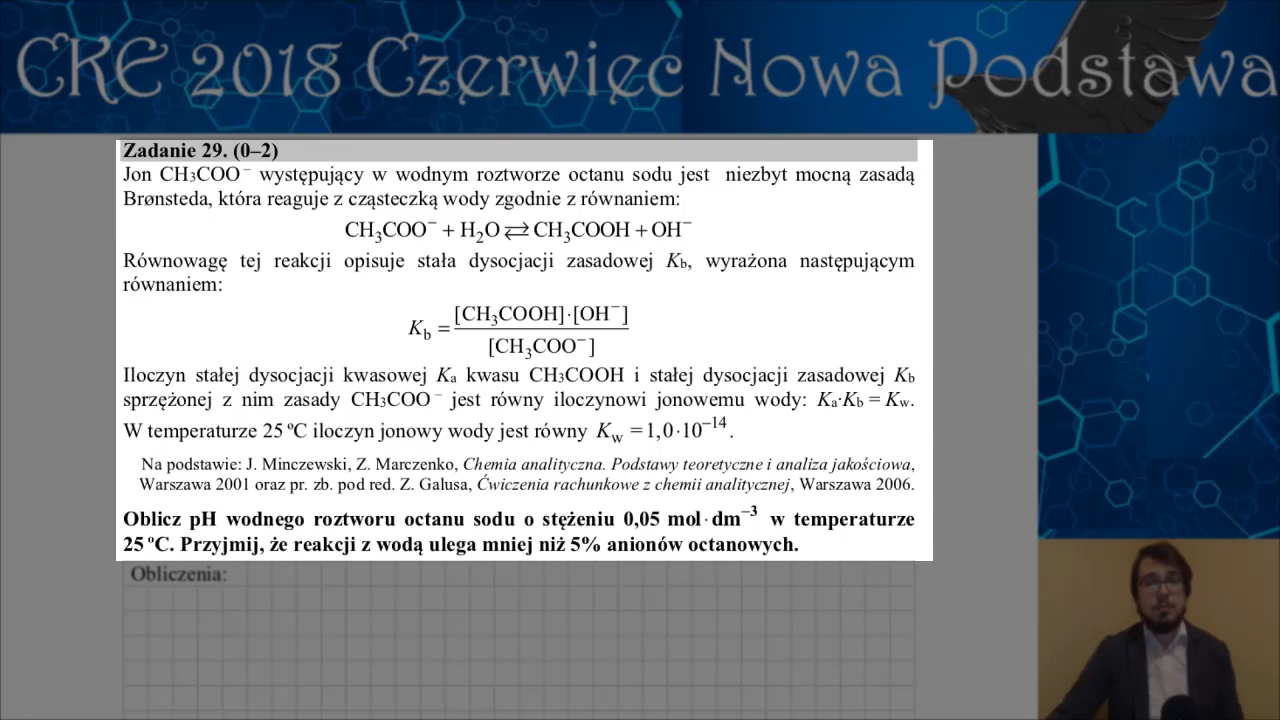 CKE 2018 Czerwiec Nowa Podstawa
Zadanie 29. (0–2)
Jon CH₃COO⁻ występujący w wodnym roztworze octanu sodu jest niezbyt mocną zasadą
Brønsteda, która reaguje z cząsteczką wody zgodnie z równaniem:
CH₃COO⁻ + H₂O ⇄ CH₃COOH + OH⁻
Równowagę tej reakcji opisuje stała dysocjacji zasadowej Kb, wyrażona następującym
równaniem:
K_b = [CH₃COOH]·[OH⁻] / [CH₃COO⁻]
Iloczyn stałej dysocjacji kwasowej Ka kwasu CH₃COOH i stałej dysocjacji zasadowej Kb
sprzężonej z nim zasady CH₃COO⁻ jest równy iloczynowi jonowemu wody: Ka·Kb = Kw.
W temperaturze 25 ºC iloczyn jonowy wody jest równy K_w = 1,0·10⁻¹⁴.
Na podstawie: J. Minczewski, Z. Marczenko, Chemia analityczna. Podstawy teoretyczne i analiza jakościowa,
Warszawa 2001 oraz pr. zb. pod red. Z. Galusa, Ćwiczenia rachunkowe z chemii analitycznej, Warszawa 2006.
Oblicz pH wodnego roztworu octanu sodu o stężeniu 0,05 mol · dm⁻³ w temperaturze
25 ºC. Przyjmij, że reakcji z wodą ulega mniej niż 5% anionów octanowych.
Obliczenia: